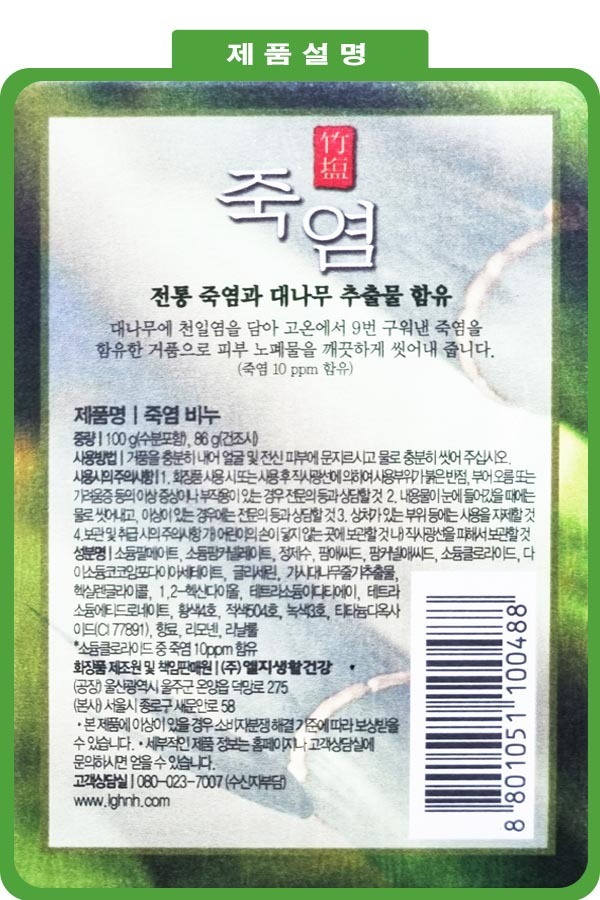 제품설명
竹
塩
죽염
전통 죽염과 대나무 추출물 함유
대나무에 천일염을 담아 고온에서 9번 구워낸 죽염을
함유한 거품으로 피부 노폐물을 깨끗하게 씻어내 줍니다.
(죽염 10 ppm 함유)
제품명 | 죽염 비누
중량 | 100 g(수분포함), 86 g(건조시)
사용방법 | 거품을 충분히 내어 얼굴 및 전신 피부에 문지르시고 물로 충분히 씻어 주십시오.
사용시의 주의사항 | 1. 화장품 사용 시 또는 사용 후 직사광선에 의하여 사용부위가 붉은 반점, 부어 오름 또는
가려움증 등의 이상 증상이나 부작용이 있는 경우 전문의 등과 상담할 것 2. 내용물이 눈에 들어갔을 때에는
물로 씻어내고, 이상이 있는 경우에는 전문의 등과 상담할 것 3. 상처가 있는 부위 등에는 사용을 자제할 것
4. 보관 및 취급 시의 주의사항 가) 어린이의 손이 닿지 않는 곳에 보관할 것 나) 직사광선을 피해서 보관할 것
성분명 | 소듐팔메이트, 소듐팜커널레이트, 정제수, 팜애씨드, 팜커널애씨드, 소듐클로라이드, 다
이소듐코코암포다이아세테이트, 글리세린, 가시대나무줄기추출물,
헥실렌글라이콜, 1,2-헥산다이올, 테트라소듐이디티에이, 테트라
소듐에티드로네이트, 황색4호, 적색504호, 녹색3호, 티타늄디옥사
이드(CI 77891), 향료, 리모넨, 리날룰
*소듐클로라이드 중 죽염 10ppm 함유
화장품 제조원 및 책임판매원 | (주) 엘지생활건강
(공장) 울산광역시 울주군 온양읍 덕망로 275
(본사) 서울시 종로구 새문안로 58
· 본 제품에 이상이 있을 경우 소비자분쟁 해결 기준에 따라 보상받을
수 있습니다. · 세부적인 제품 정보는 홈페이지나 고객상담실에
문의하시면 얻을 수 있습니다.
고객상담실 | 080-023-7007 (수신자부담)
www.lghnh.com
8 801051 100488